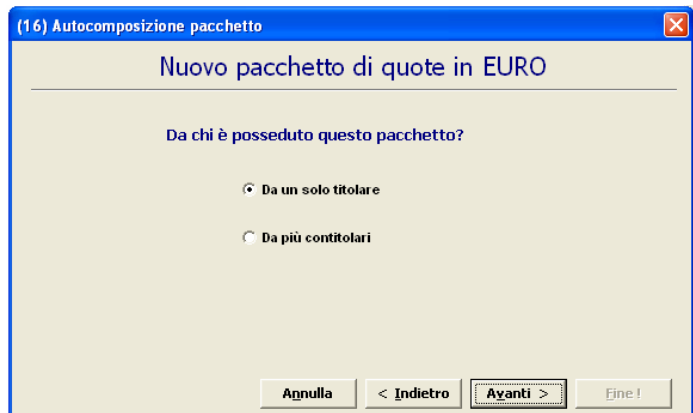 (16) Autocomposizione pacchetto
Nuovo pacchetto di quote in EURO
Da chi è posseduto questo pacchetto?
Da un solo titolare
Da più contitolari
Annulla < Indietro Avanti > Fine !